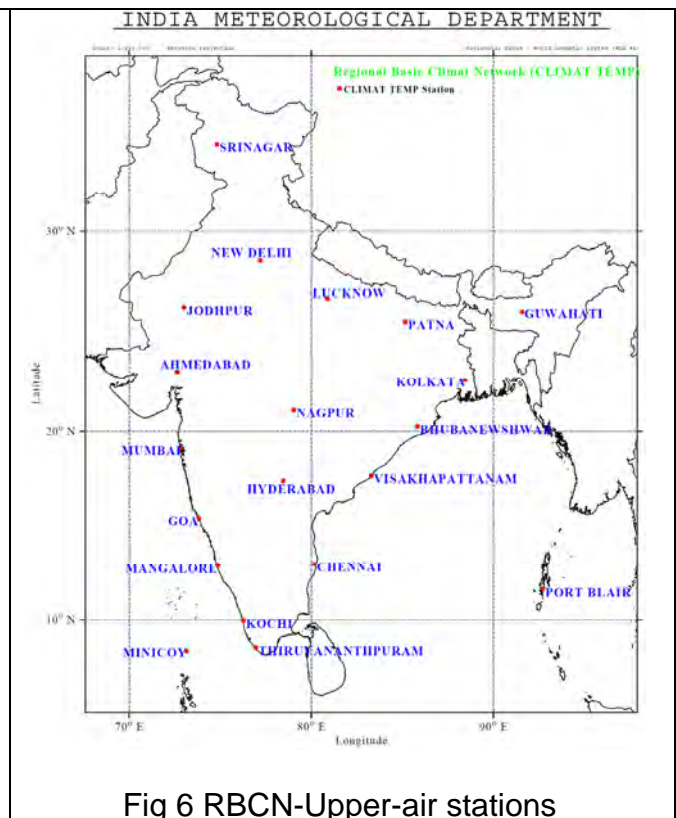 INDIA METEOROLOGICAL DEPARTMENT
Regional Basic Climat Network (CLIMAT TEMP)
CLIMAT TEMP Station
SRINAGAR
30° N
NEW DELHI
LUCKNOW
JODHPUR
GUWAHATI
PATNA
AHMEDABAD
KOLKATA
Latitude
NAGPUR
20° N
BHUBANEWSHWAR
MUMBAI
VISAKHAPATTANAM
HYDERABAD
GOA
MANGALORE
CHENNAI
PORT BLAIR
10° N
KOCHI
MINICOY
THIRUVANANTHPURAM
70° E
80° E
90° E
Longitude
Fig 6 RBCN-Upper-air stations